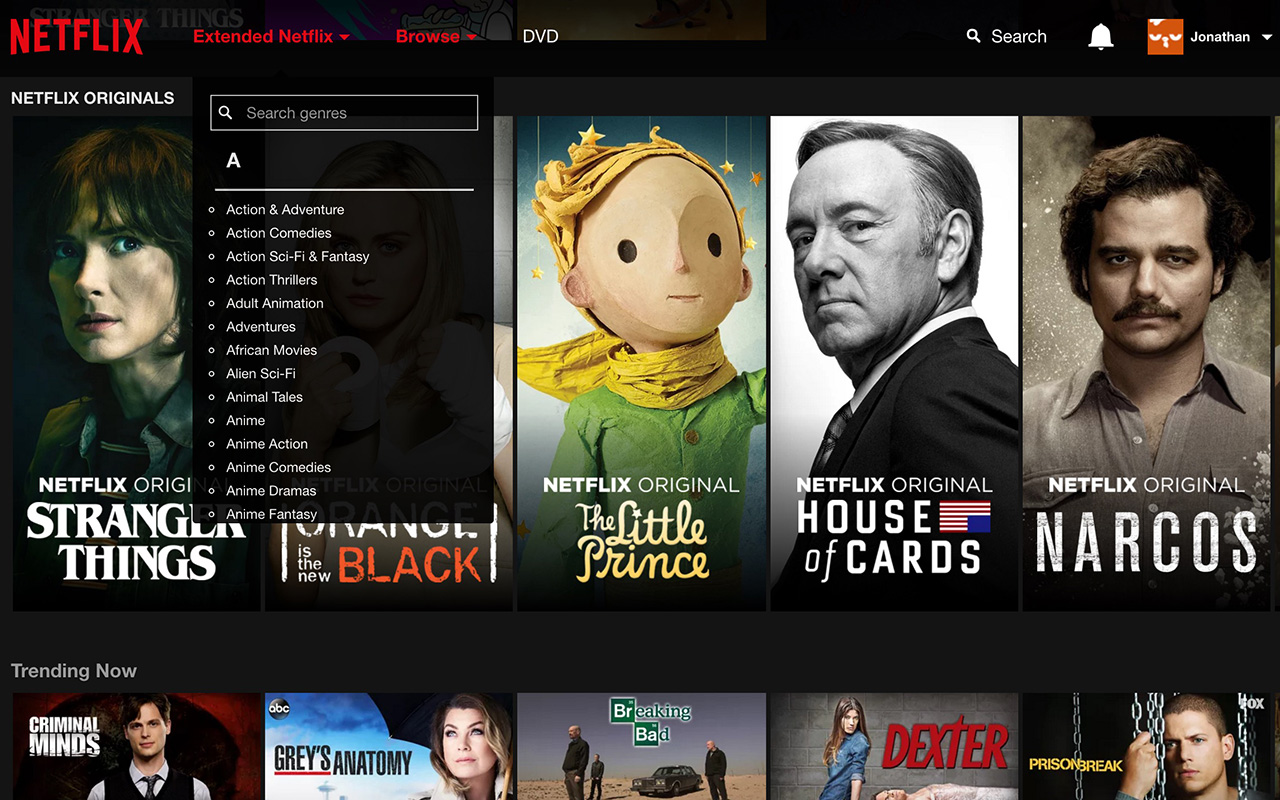 STRANGER THINGS
NETFLIX
Extended Netflix
Browse
DVD
Search
Jonathan
NETFLIX ORIGINALS
Search genres
A
Action & Adventure
Action Comedies
Action Sci-Fi & Fantasy
Action Thrillers
Adult Animation
Adventures
African Movies
Alien Sci-Fi
Animal Tales
Anime
Anime Action
Anime Comedies
Anime Dramas
Anime Fantasy
NETFLIX ORIGI
STRANGER
THINGS
NETFLIX ORIGINAL
ORANGE
is
the
new
BLACK
NETFLIX ORIGINAL
The Little
Prince
NETFLIX ORIGINAL
HOUSE
of CARDS
NETFLIX ORIGINAL
NARCOS
Trending Now
CRIMINAL
MINDS
abc
GREY'S ANATOMY
Breaking
Bad
DEXTER
FOX
PRISON BREAK